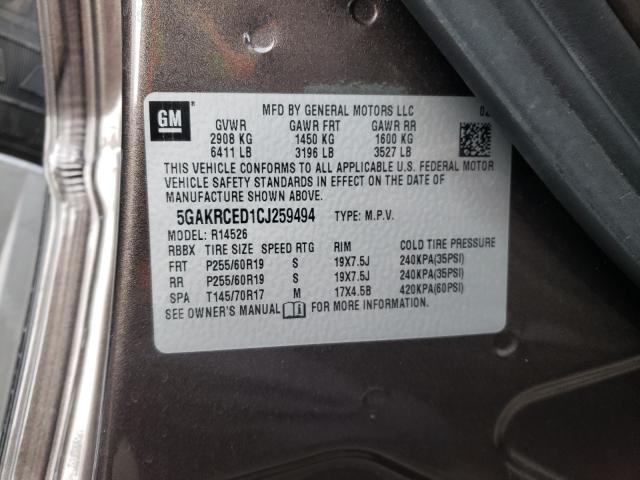 GM
MFD BY GENERAL MOTORS LLC
GVWR GAWR FRT GAWR RR
2908 KG 1450 KG 1600 KG
6411 LB 3196 LB 3527 LB
THIS VEHICLE CONFORMS TO ALL APPLICABLE U.S. FEDERAL MOTOR
VEHICLE SAFETY STANDARDS IN EFFECT ON THE DATE OF
MANUFACTURE SHOWN ABOVE.
5GAKRCED1CJ259494 TYPE: M.P.V.
MODEL: R14526
RBBX TIRE SIZE SPEED RTG RIM COLD TIRE PRESSURE
FRT P255/60R19 S 19X7.5J 240KPA(35PSI)
RR P255/60R19 S 19X7.5J 240KPA(35PSI)
SPA T145/70R17 M 17X4.5B 420KPA(60PSI)
SEE OWNER'S MANUAL FOR MORE INFORMATION.